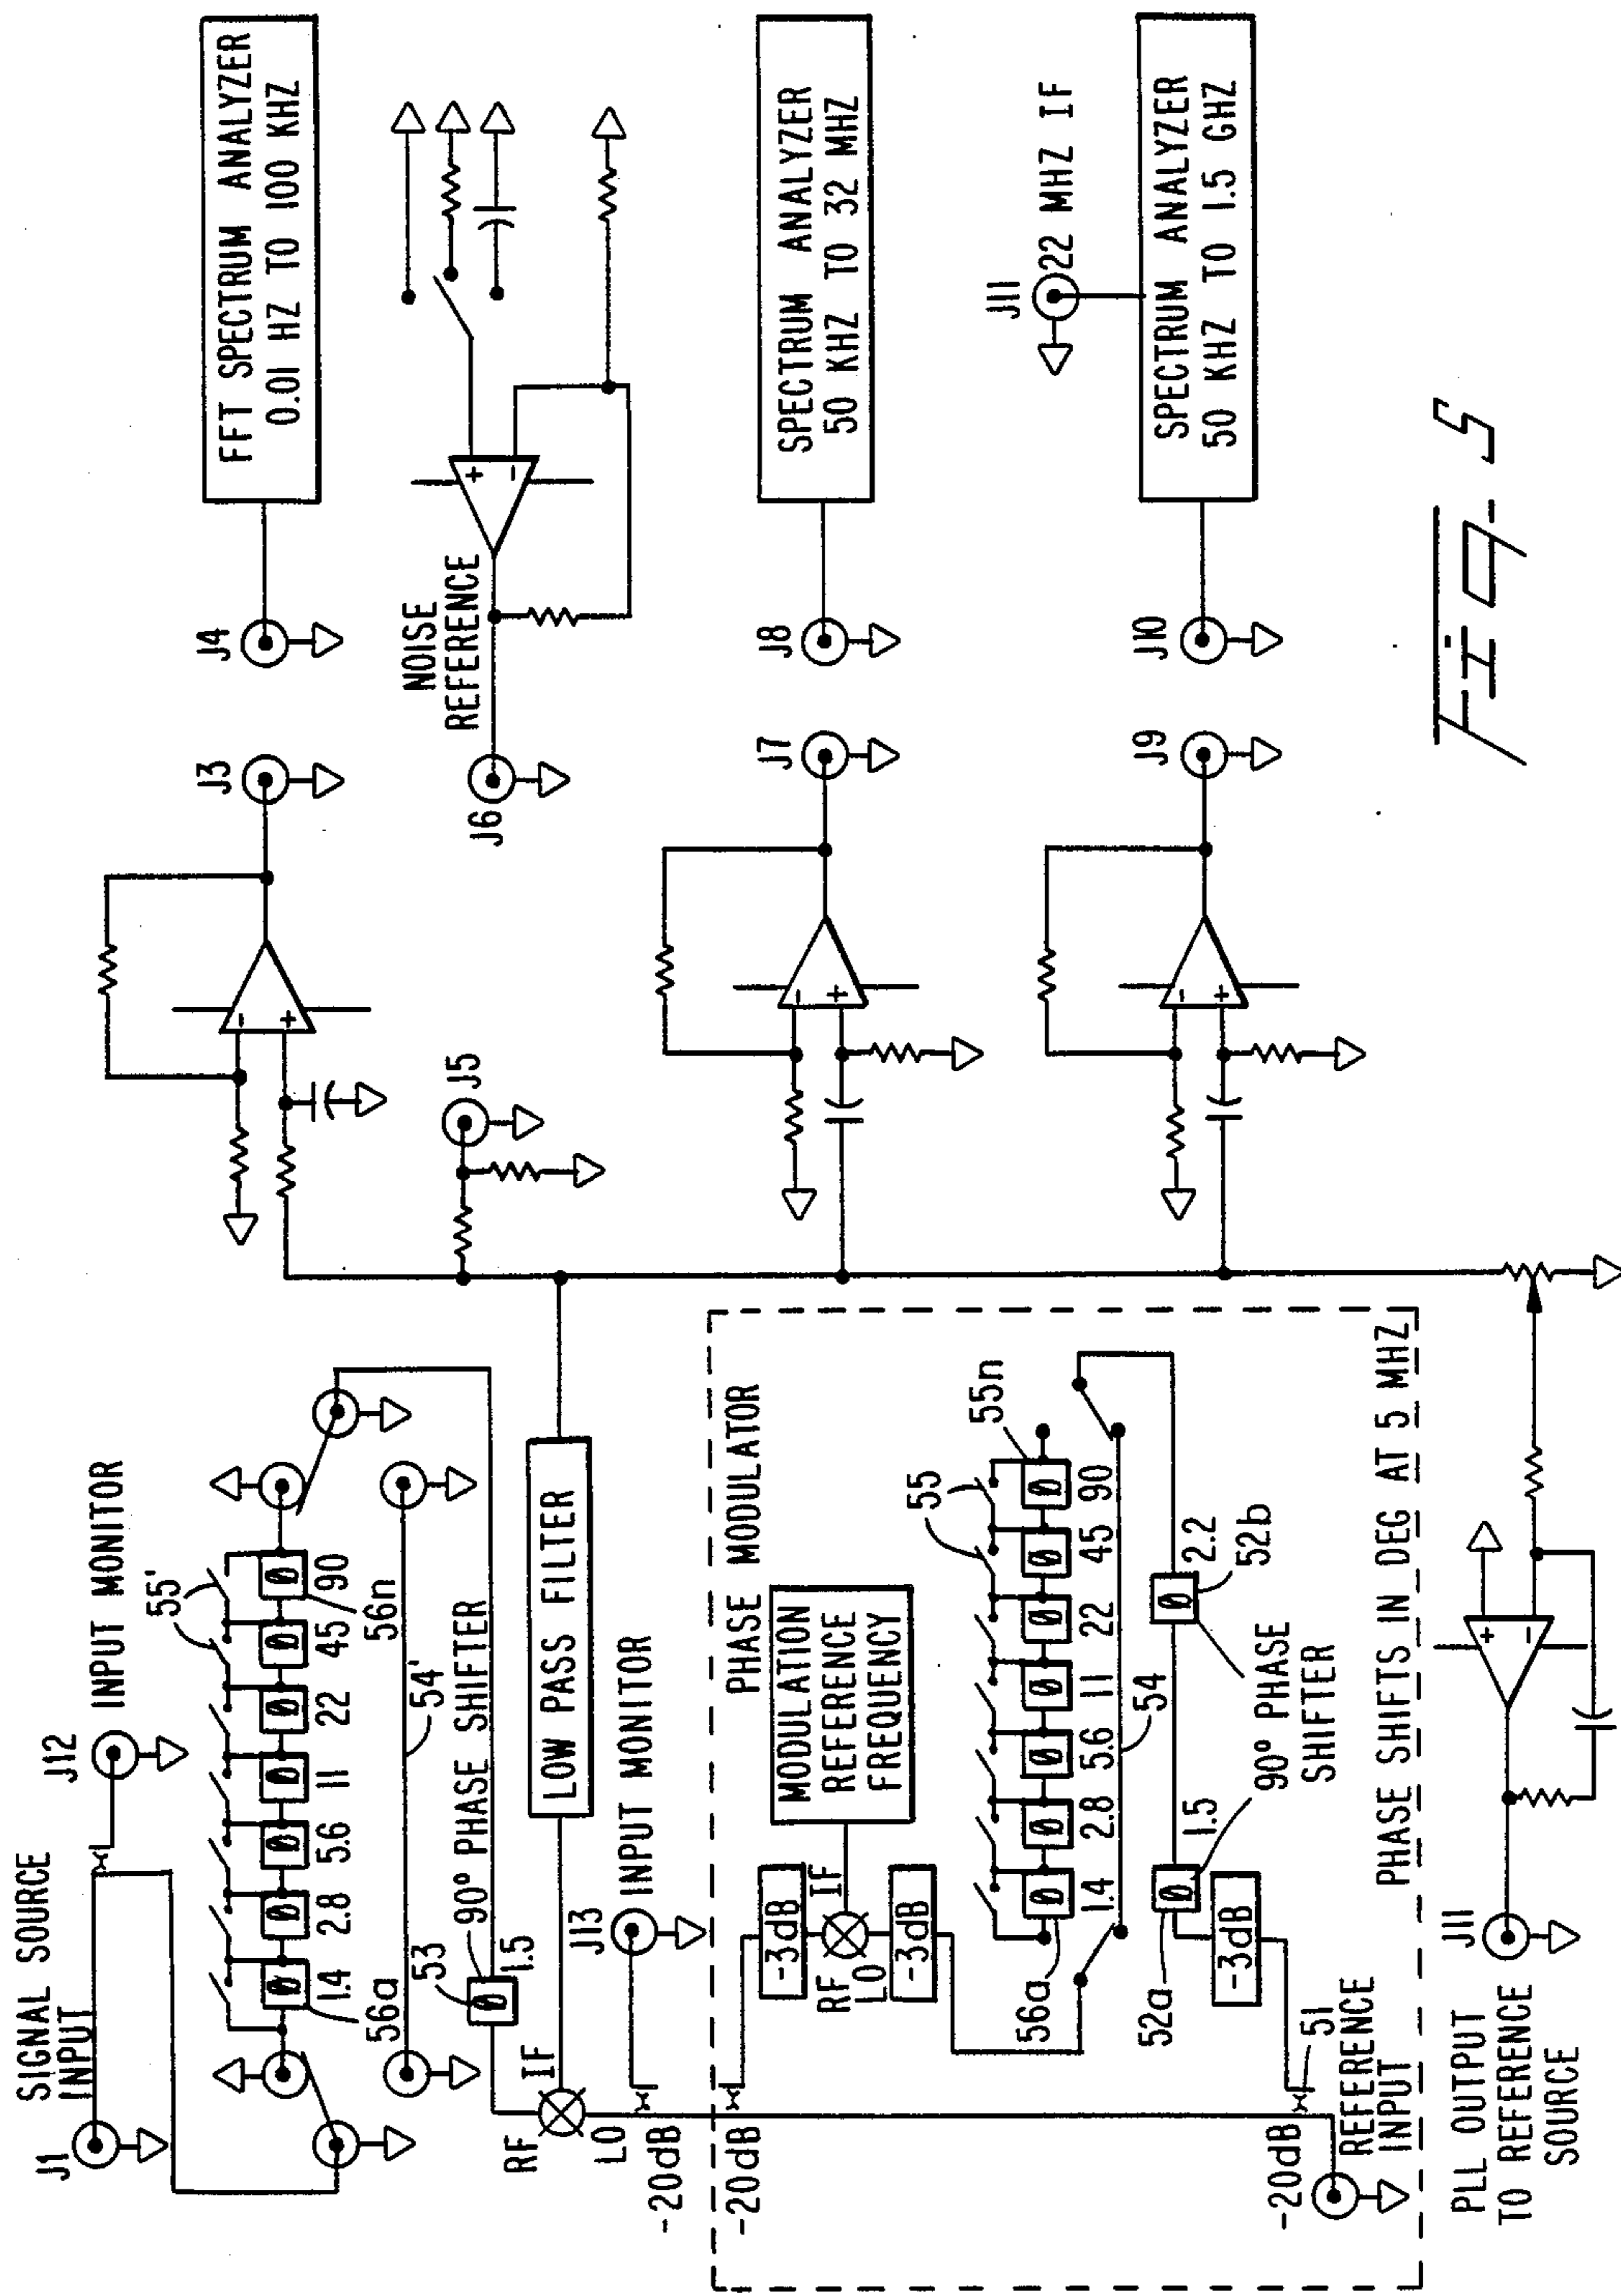 SIGNAL SOURCE
INPUT
J1
J12
INPUT MONITOR
55'
1.4
2.8
5.6
11
22
45
90
56a
56n
54'
53
90° PHASE SHIFTER
1.5
RF
IF
LO
LOW PASS FILTER
J13
INPUT MONITOR
-20dB
-20dB
PHASE MODULATOR
-3dB
MODULATION
REFERENCE
FREQUENCY
RF
IF
LO
-3dB
55
55n
56a
1.4
2.8
5.6
11
22
45
90
54
52a
1.5
2.2
52b
90° PHASE
SHIFTER
-3dB
-20dB
51
REFERENCE
INPUT
PHASE SHIFTS IN DEG AT 5 MHZ
PLL OUTPUT
TO REFERENCE
SOURCE
J11
+
-
-
+
J3
J4
FFT SPECTRUM ANALYZER
0.01 HZ TO 100 KHZ
J5
J6
NOISE
REFERENCE
+
-
-
+
J7
J8
SPECTRUM ANALYZER
50 KHZ TO 32 MHZ
-
+
J9
J10
J11
22 MHZ IF
SPECTRUM ANALYZER
50 KHZ TO 1.5 GHZ
Fig. 5